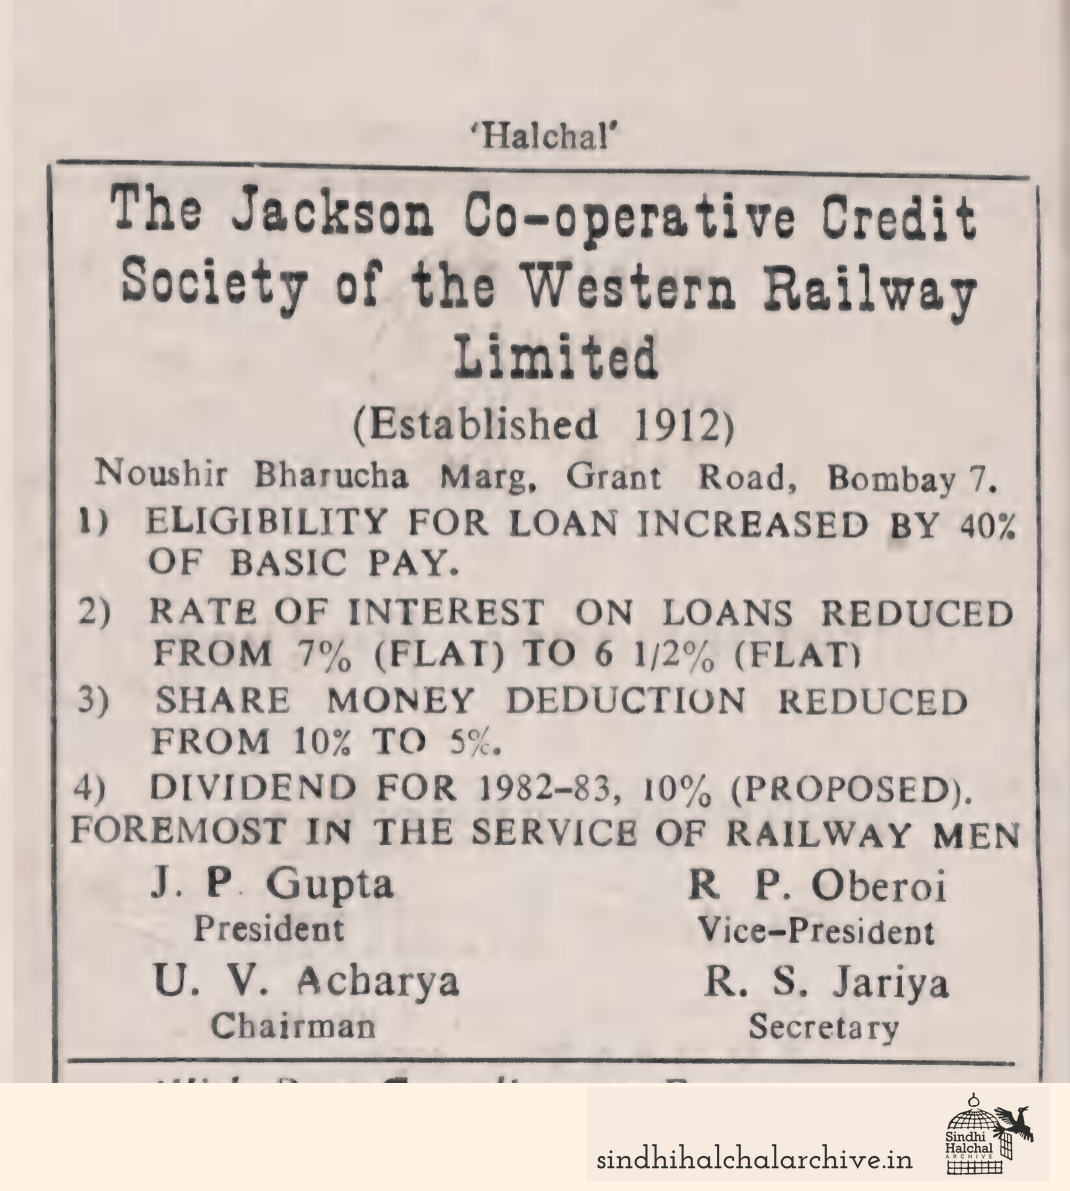 'Halchal'
The Jackson Co-operative Credit
Society of the Western Railway
Limited
(Established 1912)
Noushir Bharucha Marg, Grant Road, Bombay 7.
1) ELIGIBILITY FOR LOAN INCREASED BY 40%
OF BASIC PAY.
2) RATE OF INTEREST ON LOANS REDUCED
FROM 7% (FLAT) TO 6 1/2% (FLAT)
3) SHARE MONEY DEDUCTION REDUCED
FROM 10% TO 5%.
4) DIVIDEND FOR 1982-83, 10% (PROPOSED).
FOREMOST IN THE SERVICE OF RAILWAY MEN
J. P. Gupta R P. Oberoi
President Vice-President
U. V. Acharya R. S. Jariya
Chairman Secretary
sindhihalchalarchive.in
Sindhi
Halchal
ARCHIVE